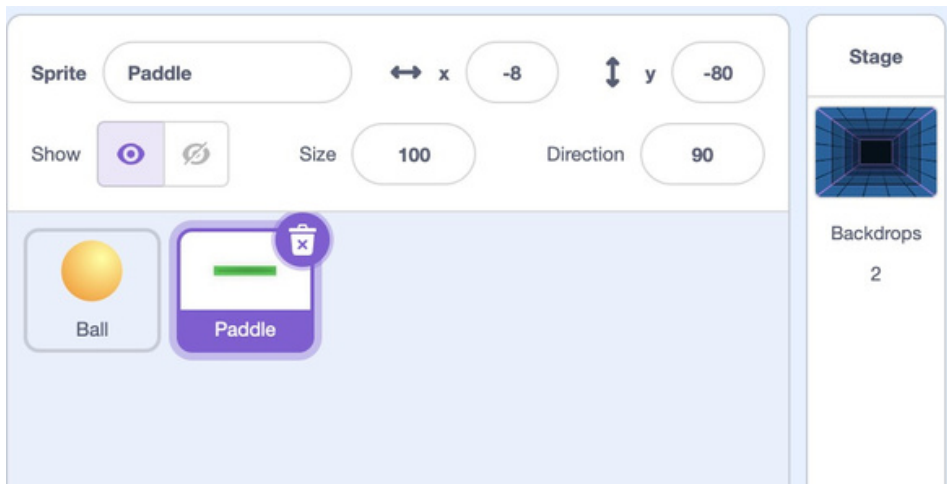 Sprite Paddle x -8 y -80
Show Size 100 Direction 90
Ball
Paddle
Stage
Backdrops
2